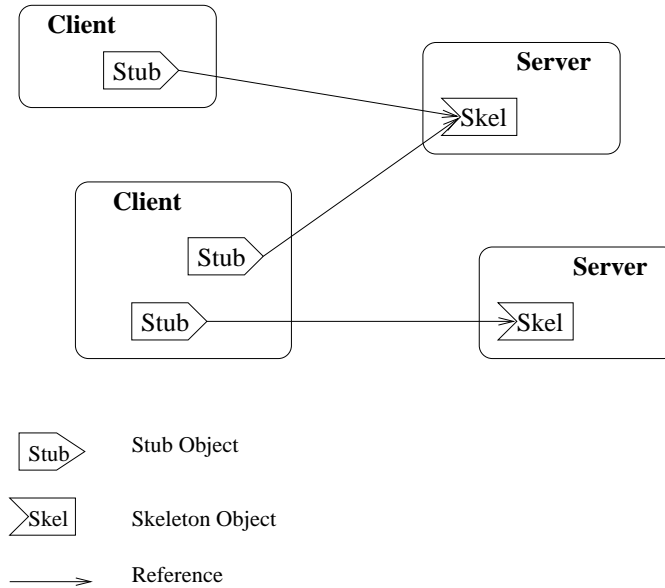 Client
Stub
Server
Skel
Client
Stub
Server
Stub
Skel
Stub
Stub Object
Skel
Skeleton Object
Reference